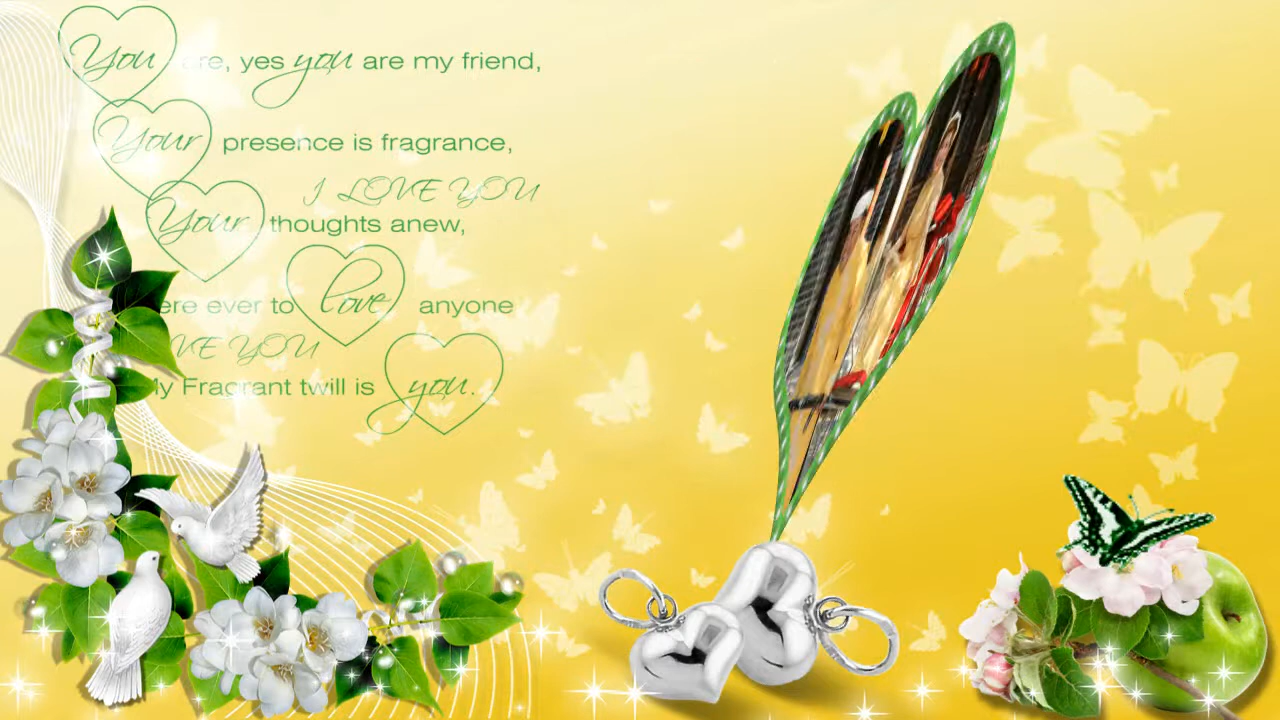 You are, yes you are my friend,
Your presence is fragrance,
I LOVE YOU
Your thoughts anew,
ere ever to love anyone
VE YOU
My Fragrant twill is you.